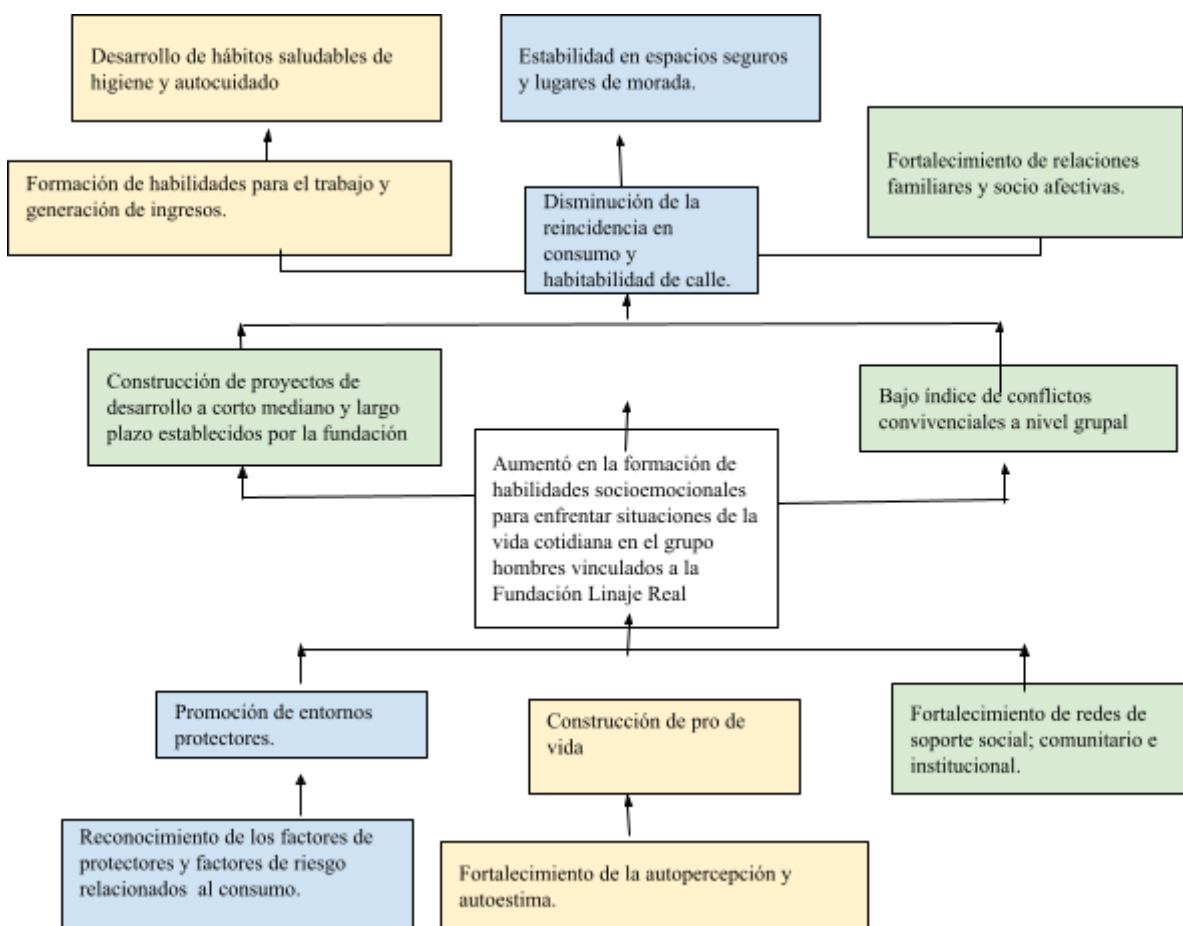 Desarrollo de hábitos saludables de
higiene y autocuidado
Estabilidad en espacios seguros
y lugares de morada.
Formación de habilidades para el trabajo y
generación de ingresos.
Disminución de la
reincidencia en
consumo y
habitabilidad de calle.
Fortalecimiento de relaciones
familiares y socio afectivas.
Construcción de proyectos de
desarrollo a corto mediano y largo
plazo establecidos por la fundación
Bajo índice de conflictos
convivenciales a nivel grupal
Aumentó en la formación de
habilidades socioemocionales
para enfrentar situaciones de la
vida cotidiana en el grupo
hombres vinculados a la
Fundación Linaje Real
Promoción de entornos
protectores.
Construcción de pro de
vida
Fortalecimiento de redes de
soporte social; comunitario e
institucional.
Reconocimiento de los factores de
protectores y factores de riesgo
relacionados al consumo.
Fortalecimiento de la autopercepción y
autoestima.